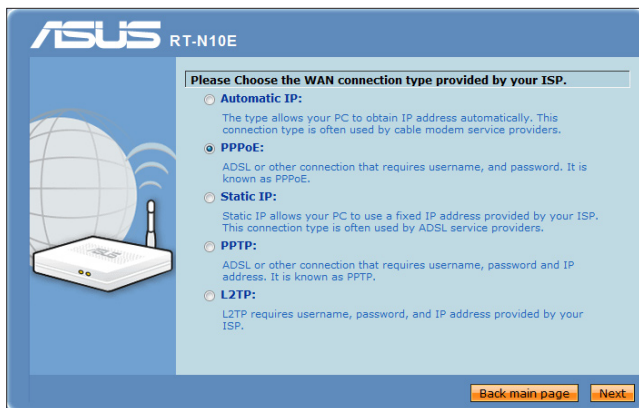 ASUS RT-N10E
Please Choose the WAN connection type provided by your ISP.
Automatic IP:
The type allows your PC to obtain IP address automatically. This
connection type is often used by cable modem service providers.
PPPoE:
ADSL or other connection that requires username, and password. It is
known as PPPoE.
Static IP:
Static IP allows your PC to use a fixed IP address provided by your ISP.
This connection type is often used by ADSL service providers.
PPTP:
ADSL or other connection that requires username, password and IP
address. It is known as PPTP.
L2TP:
L2TP requires username, password, and IP address provided by your
ISP.
ASUS
Back main page Next